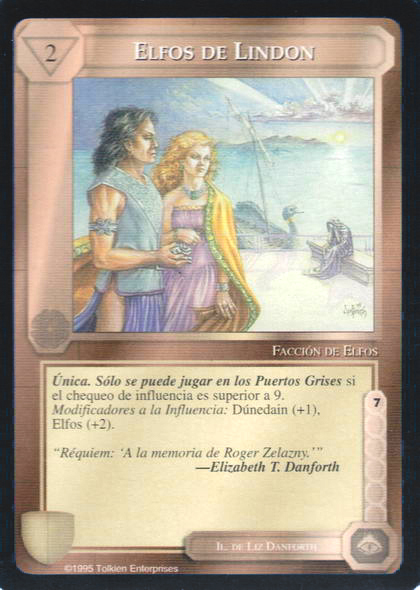 2
ELFOS DE LINDON
FACCIÓN DE ELFOS
Única. Sólo se puede jugar en los Puertos Grises si
el chequeo de influencia es superior a 9.
Modificadores a la Influencia: Dúnedain (+1),
Elfos (+2).
7
“Réquiem: ‘A la memoria de Roger Zelazny.’”
—Elizabeth T. Danforth
IL. DE LIZ DANFORTH
©1995 Tolkien Enterprises